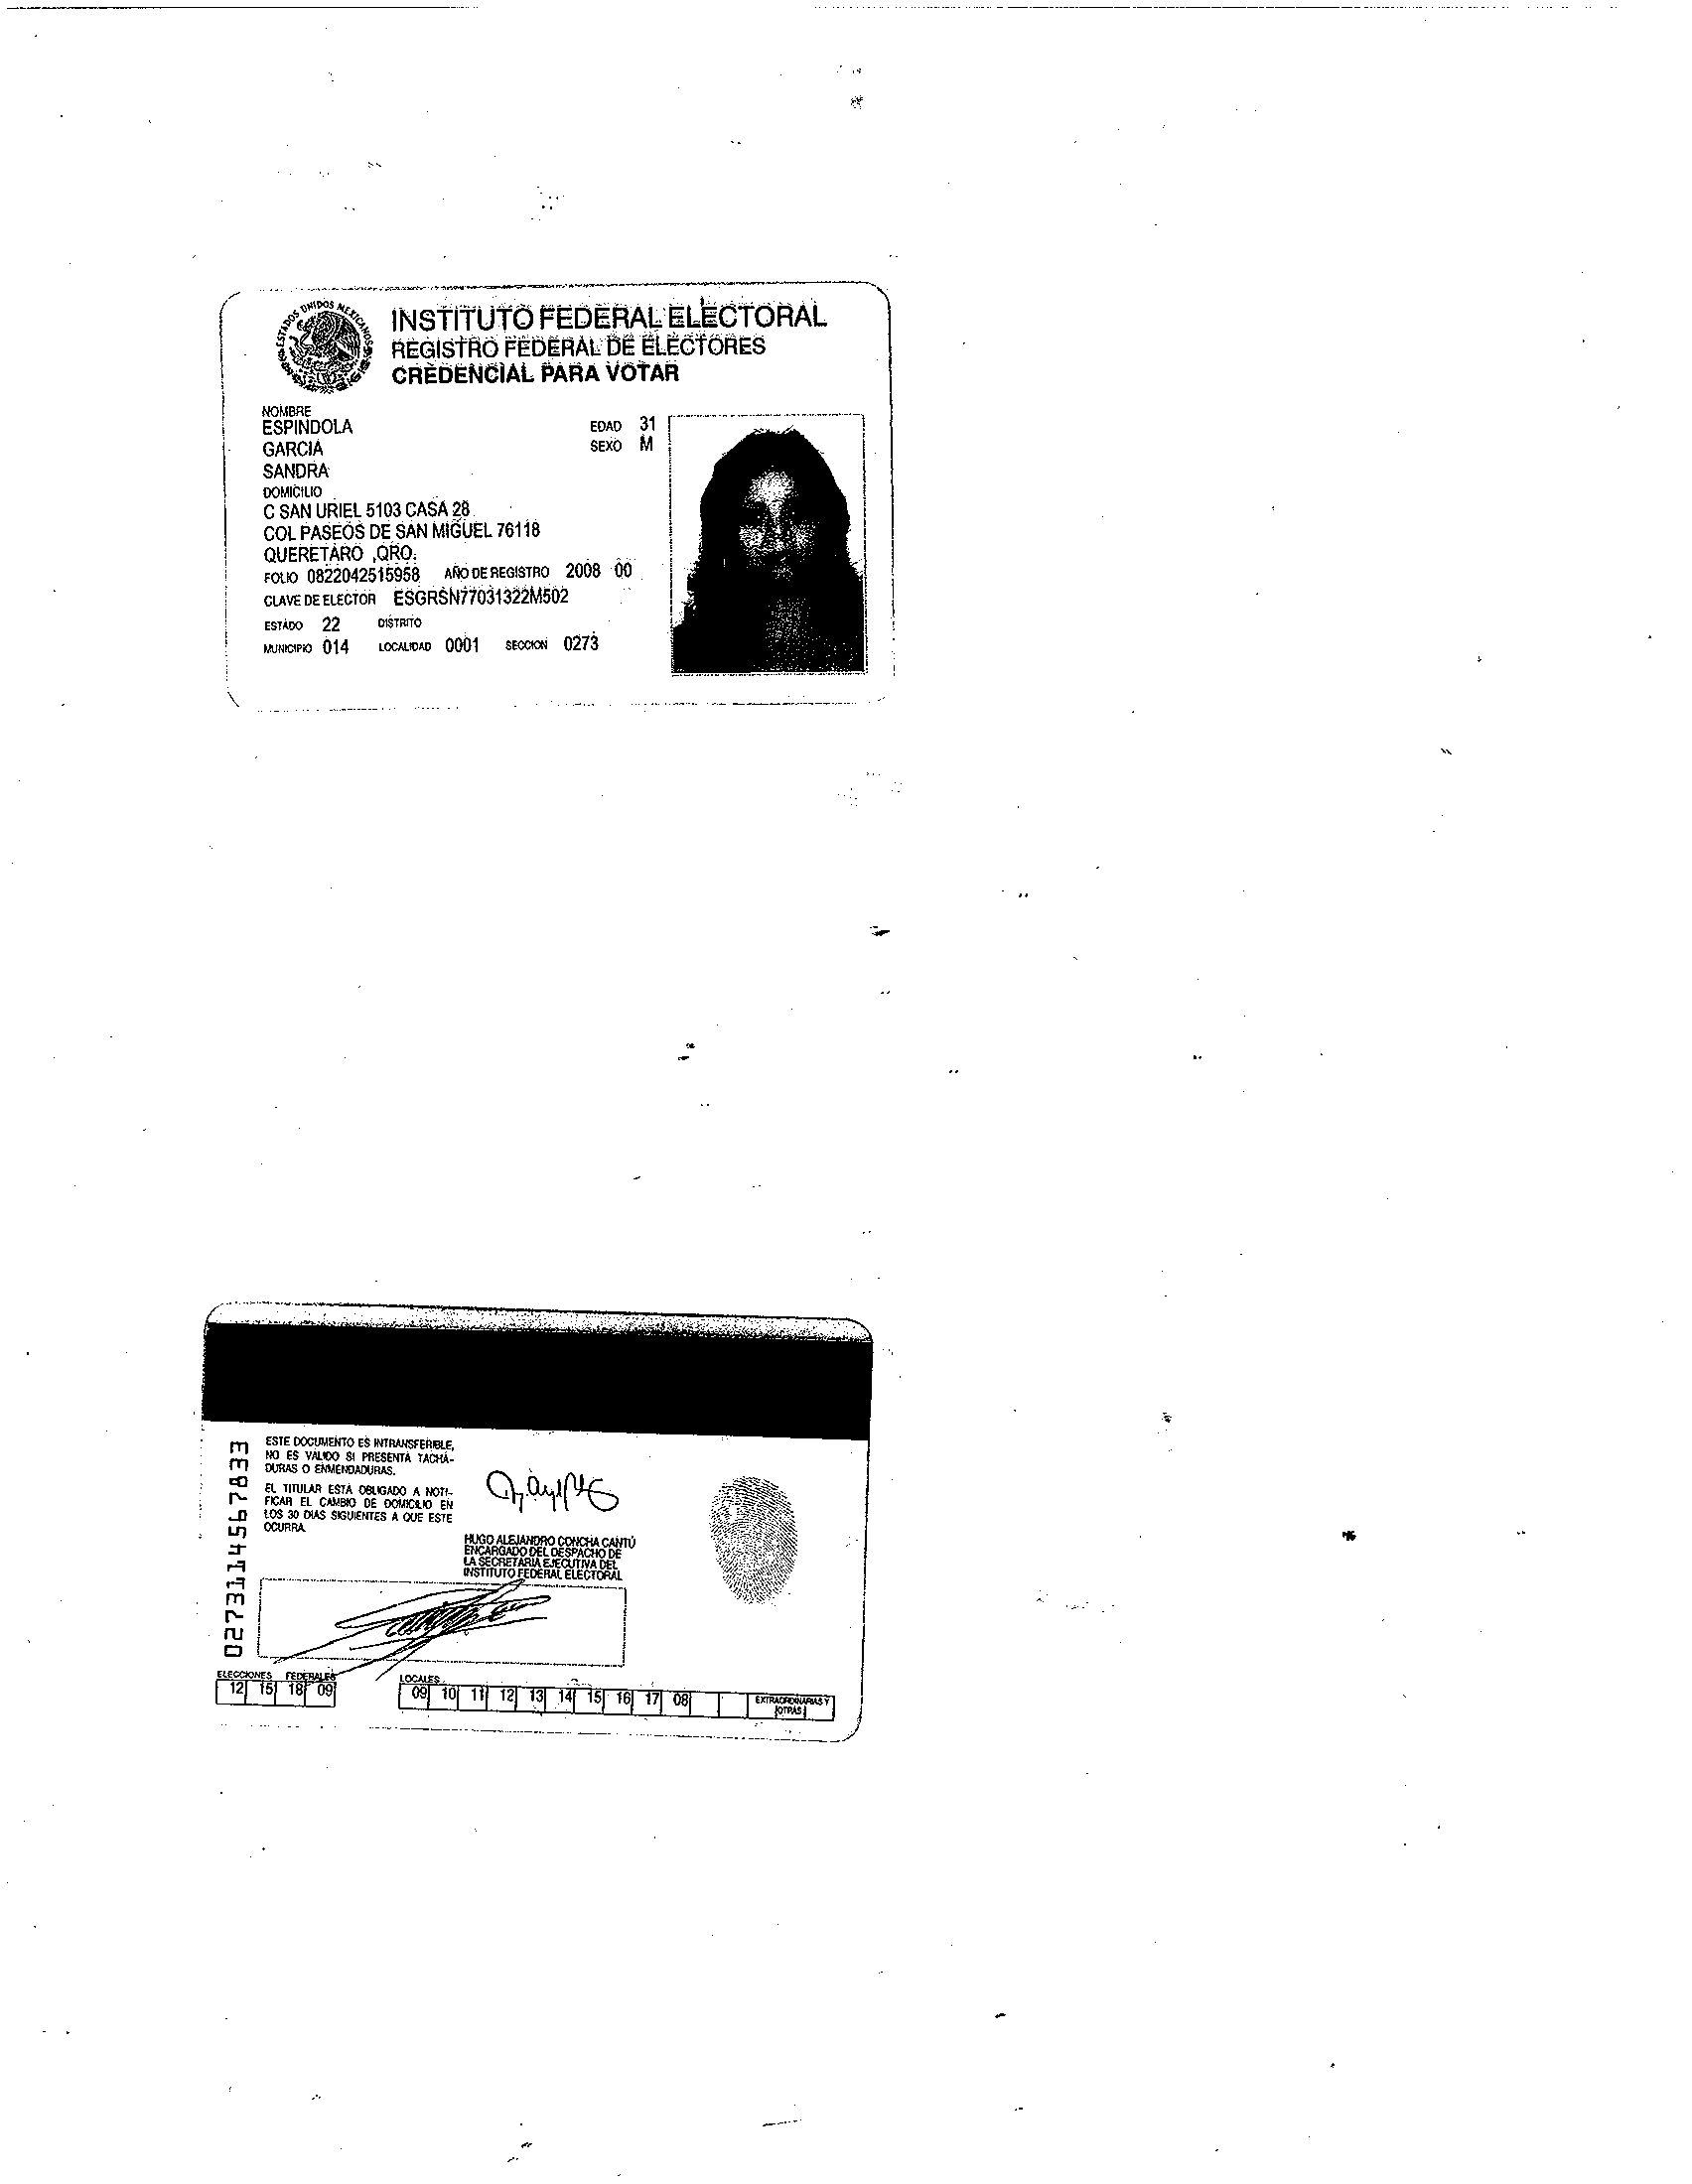 ESTADOS UNIDOS MEXICANOS
INSTITUTO FEDERAL ELECTORAL
REGISTRO FEDERAL DE ELECTORES
CREDENCIAL PARA VOTAR
NOMBRE
ESPINDOLA
EDAD 31
GARCIA
SEXO M
SANDRA
DOMICILIO
C SAN URIEL 5103 CASA 28
COL PASEOS DE SAN MIGUEL 76118
QUERETARO ,QRO.
FOLIO 0822042515958 AÑO DE REGISTRO 2008 00
CLAVE DE ELECTOR ESGRSN77031322M502
ESTADO 22 DISTRITO
MUNICIPIO 014 LOCALIDAD 0001 SECCION 0273
ESTE DOCUMENTO ES INTRANSFERIBLE,
NO ES VALIDO SI PRESENTA TACHA-
DURAS O ENMENDADURAS.
EL TITULAR ESTÁ OBLIGADO A NOTI-
FICAR EL CAMBIO DE DOMICILIO EN
LOS 30 DIAS SIGUIENTES A QUE ESTE
OCURRA.
HUGO ALEJANDRO CONCHA CANTÚ
ENCARGADO DEL DESPACHO DE
LA SECRETARIA EJECUTIVA DEL
INSTITUTO FEDERAL ELECTORAL
0273114567833
ELECCIONES FEDERALES
12 15 18 09
LOCALES
09 10 11 12 13 14 15 16 17 08
EXTRAORDINARIAS Y
OTRAS